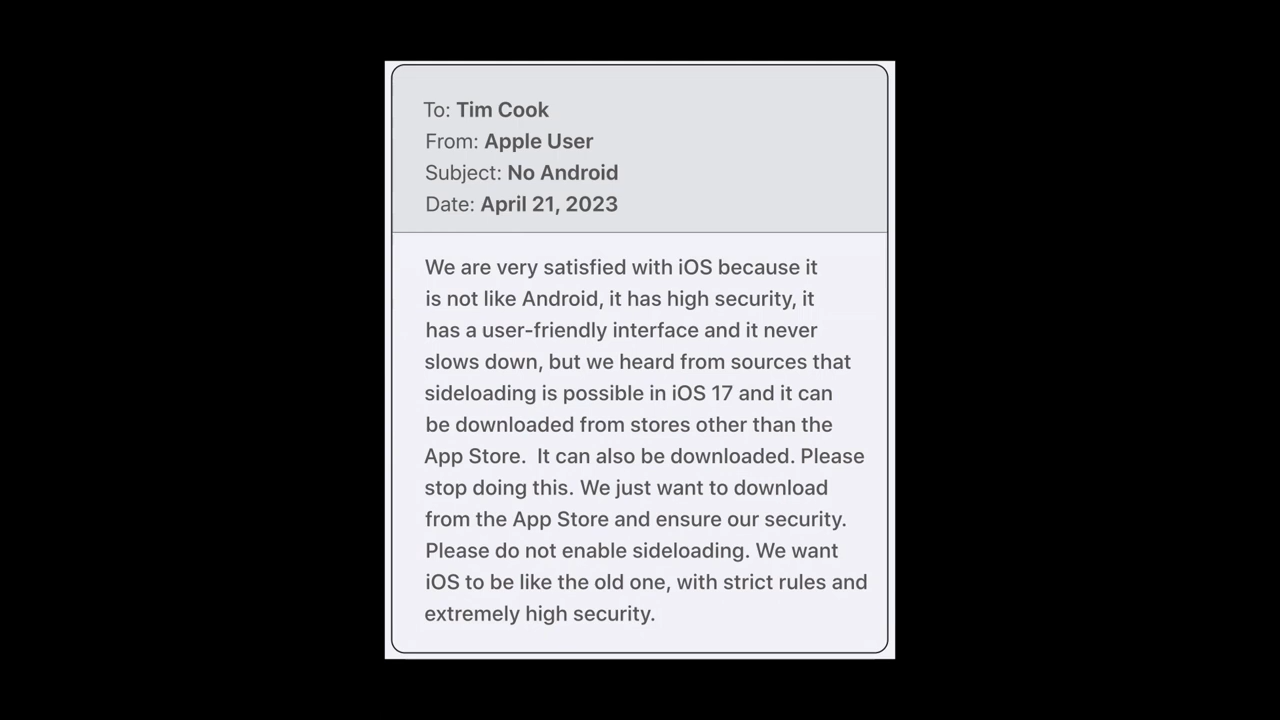 To: Tim Cook
From: Apple User
Subject: No Android
Date: April 21, 2023
We are very satisfied with iOS because it
is not like Android, it has high security, it
has a user-friendly interface and it never
slows down, but we heard from sources that
sideloading is possible in iOS 17 and it can
be downloaded from stores other than the
App Store.  It can also be downloaded. Please
stop doing this. We just want to download
from the App Store and ensure our security.
Please do not enable sideloading. We want
iOS to be like the old one, with strict rules and
extremely high security.